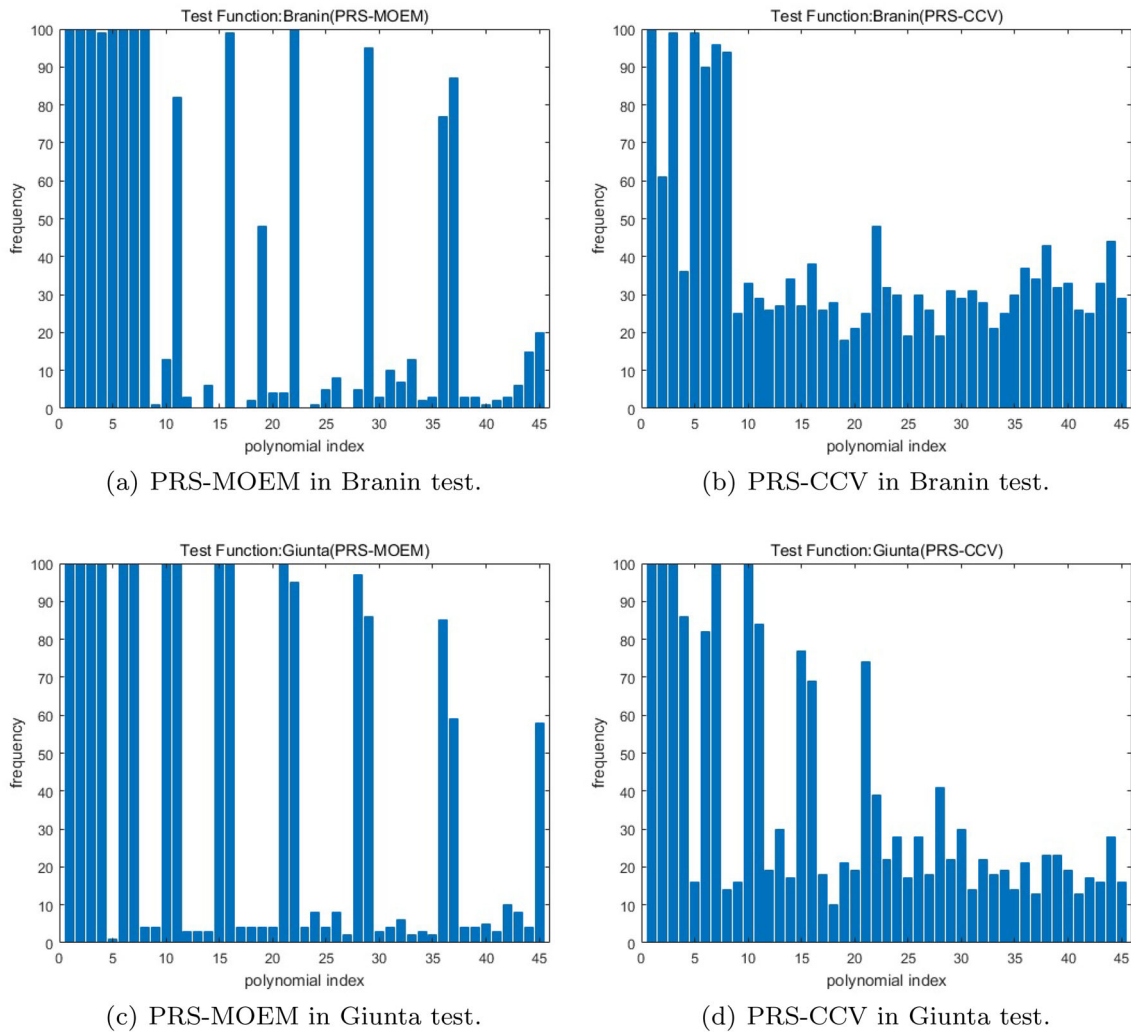 Test Function:Branin(PRS-MOEM)
100
90
80
70
60
50
40
30
20
10
0
frequency
0 5 10 15 20 25 30 35 40 45
polynomial index
(a) PRS-MOEM in Branin test.
Test Function:Branin(PRS-CCV)
100
90
80
70
60
50
40
30
20
10
0
frequency
0 5 10 15 20 25 30 35 40 45
polynomial index
(b) PRS-CCV in Branin test.
Test Function:Giunta(PRS-MOEM)
100
90
80
70
60
50
40
30
20
10
0
frequency
0 5 10 15 20 25 30 35 40 45
polynomial index
(c) PRS-MOEM in Giunta test.
Test Function:Giunta(PRS-CCV)
100
90
80
70
60
50
40
30
20
10
0
frequency
0 5 10 15 20 25 30 35 40 45
polynomial index
(d) PRS-CCV in Giunta test.